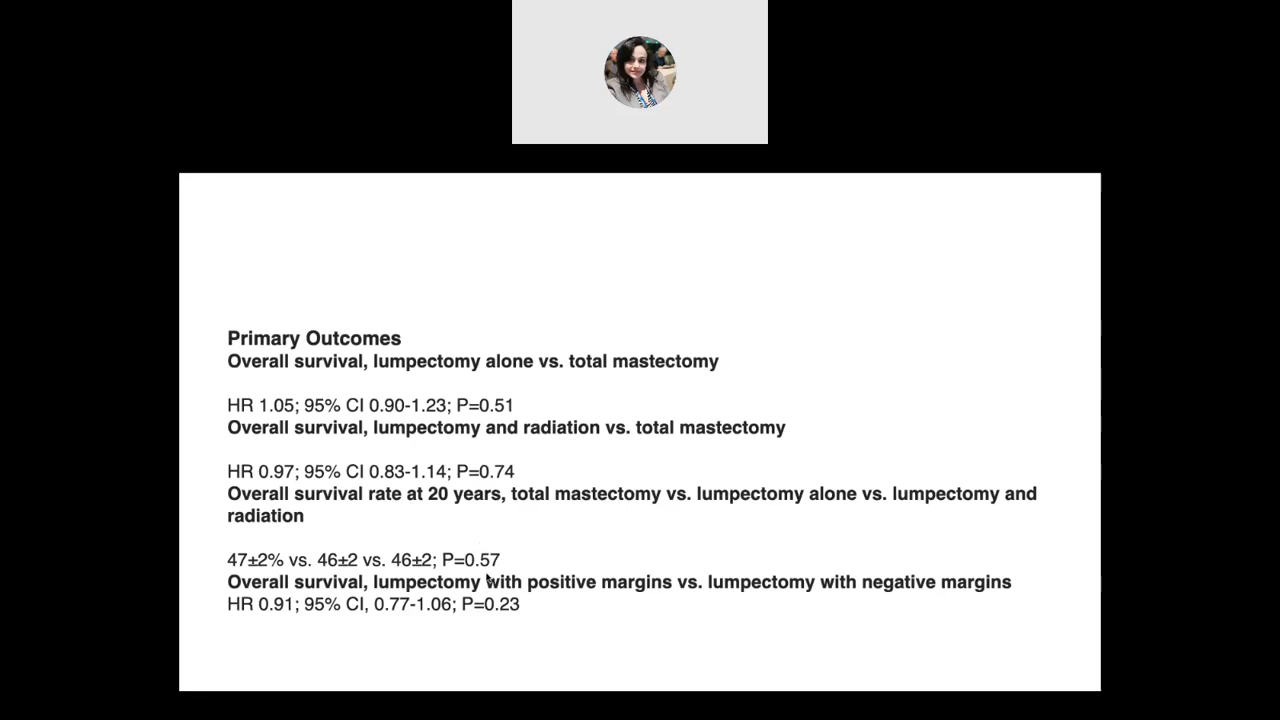 Primary Outcomes
Overall survival, lumpectomy alone vs. total mastectomy
HR 1.05; 95% CI 0.90-1.23; P=0.51
Overall survival, lumpectomy and radiation vs. total mastectomy
HR 0.97; 95% CI 0.83-1.14; P=0.74
Overall survival rate at 20 years, total mastectomy vs. lumpectomy alone vs. lumpectomy and
radiation
47±2% vs. 46±2 vs. 46±2; P=0.57
Overall survival, lumpectomy with positive margins vs. lumpectomy with negative margins
HR 0.91; 95% CI, 0.77-1.06; P=0.23